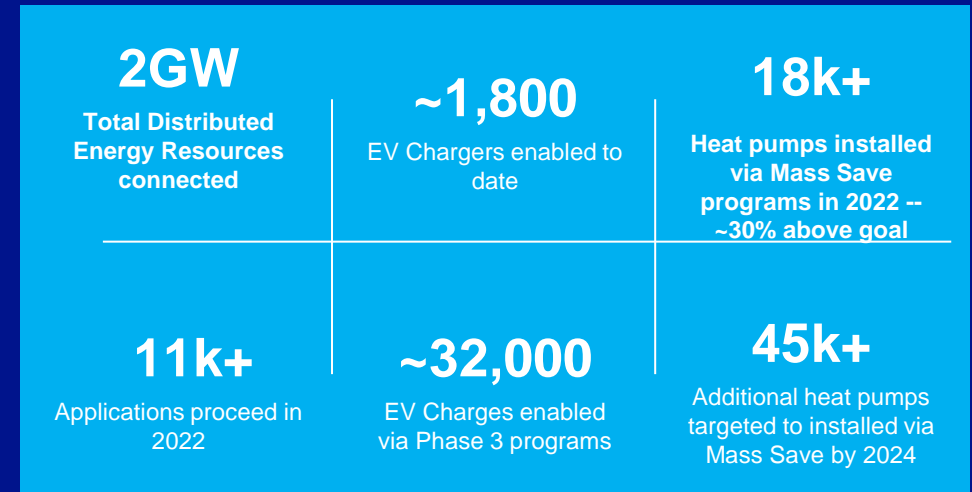 2GW
Total Distributed
Energy Resources
connected
~1,800
EV Chargers enabled to
date
18k+
Heat pumps installed
via Mass Save
programs in 2022 --
~30% above goal
11k+
Applications proceed in
2022
~32,000
EV Charges enabled
via Phase 3 programs
45k+
Additional heat pumps
targeted to installed via
Mass Save by 2024